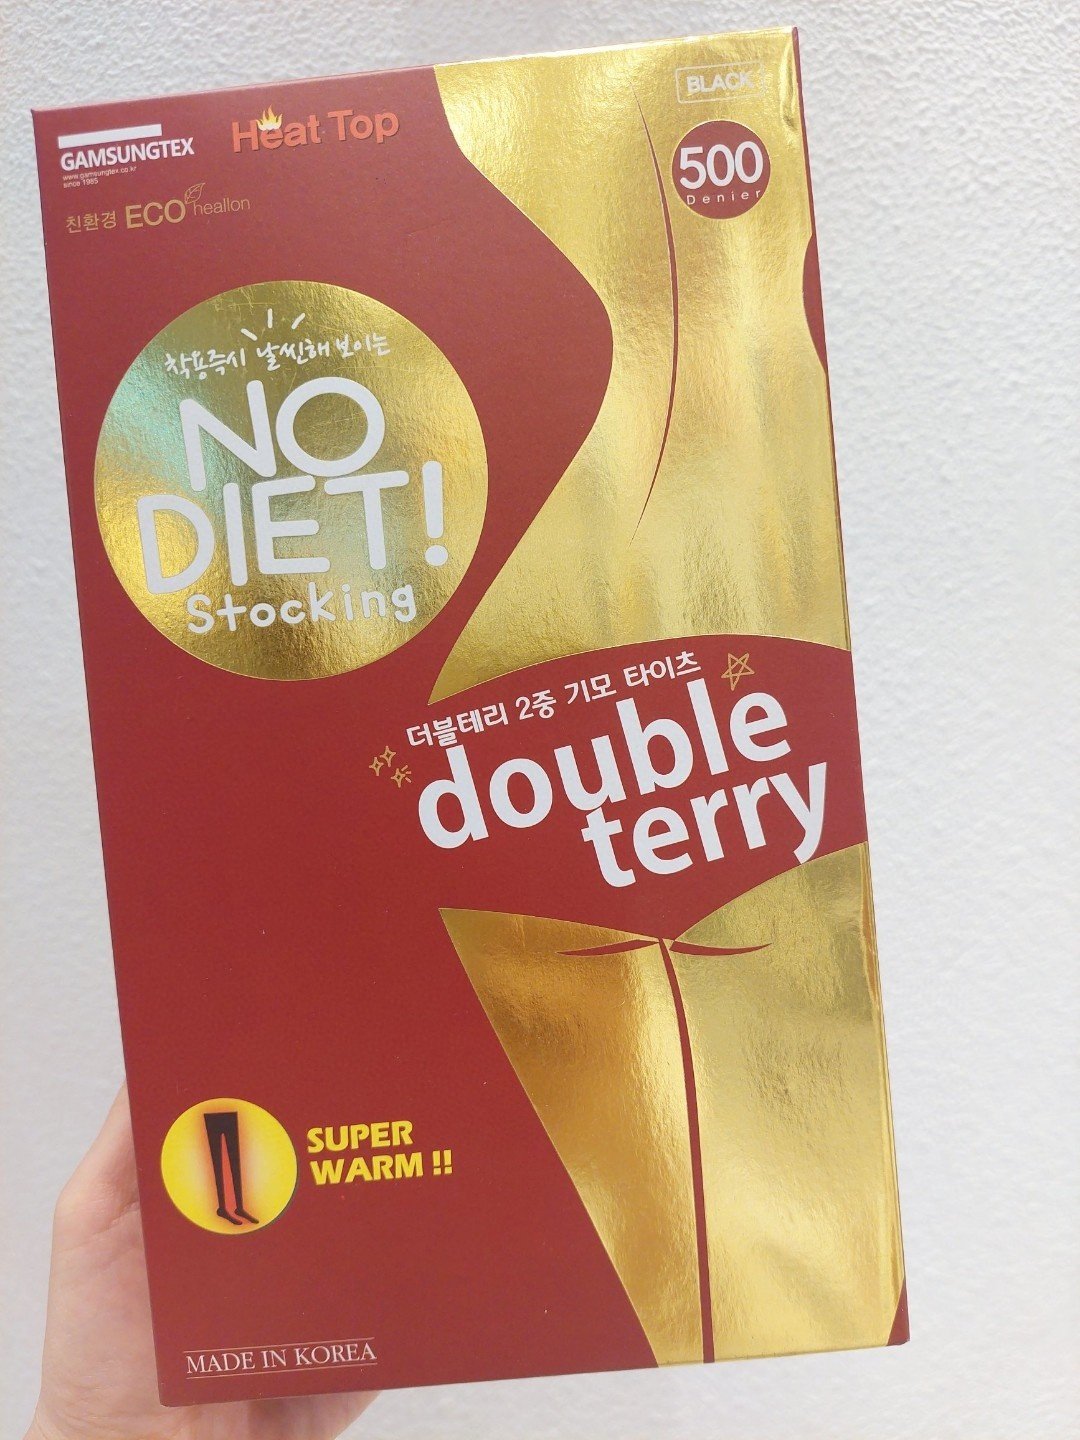 BLACK
GAMSUNGTEX
www.gamsungtex.co.kr
since 1985
Heat Top
500
Denier
친환경 ECO heallon
착용즉시 날씬해 보이는
NO
DIET!
Stocking
더블테리 2중 기모 타이츠
double
terry
SUPER
WARM !!
MADE IN KOREA